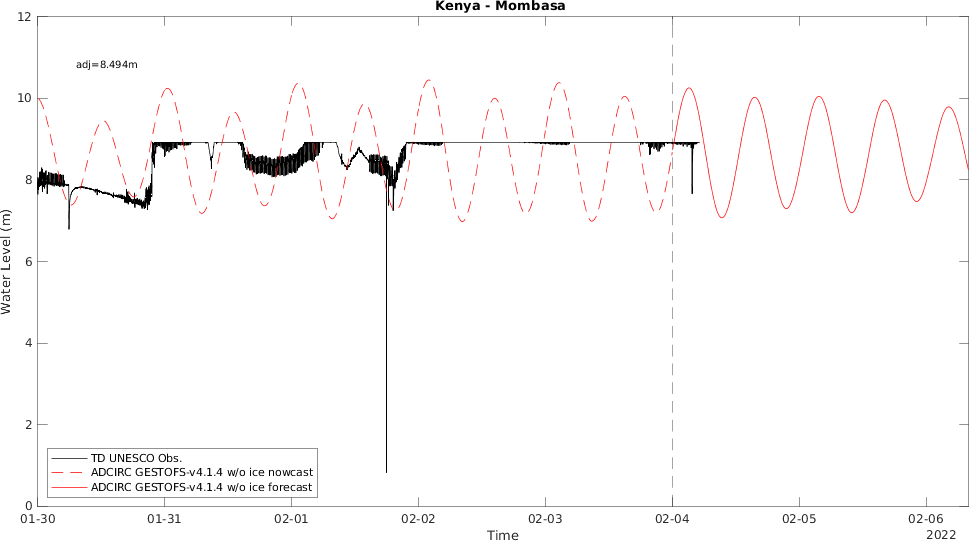 Kenya - Mombasa
adj=8.494m
12
10
8
6
4
2
0
Water Level (m)
TD UNESCO Obs.
ADCIRC GESTOFS-v4.1.4 w/o ice nowcast
ADCIRC GESTOFS-v4.1.4 w/o ice forecast
01-30 01-31 02-01 02-02 02-03 02-04 02-05 02-06
Time
2022